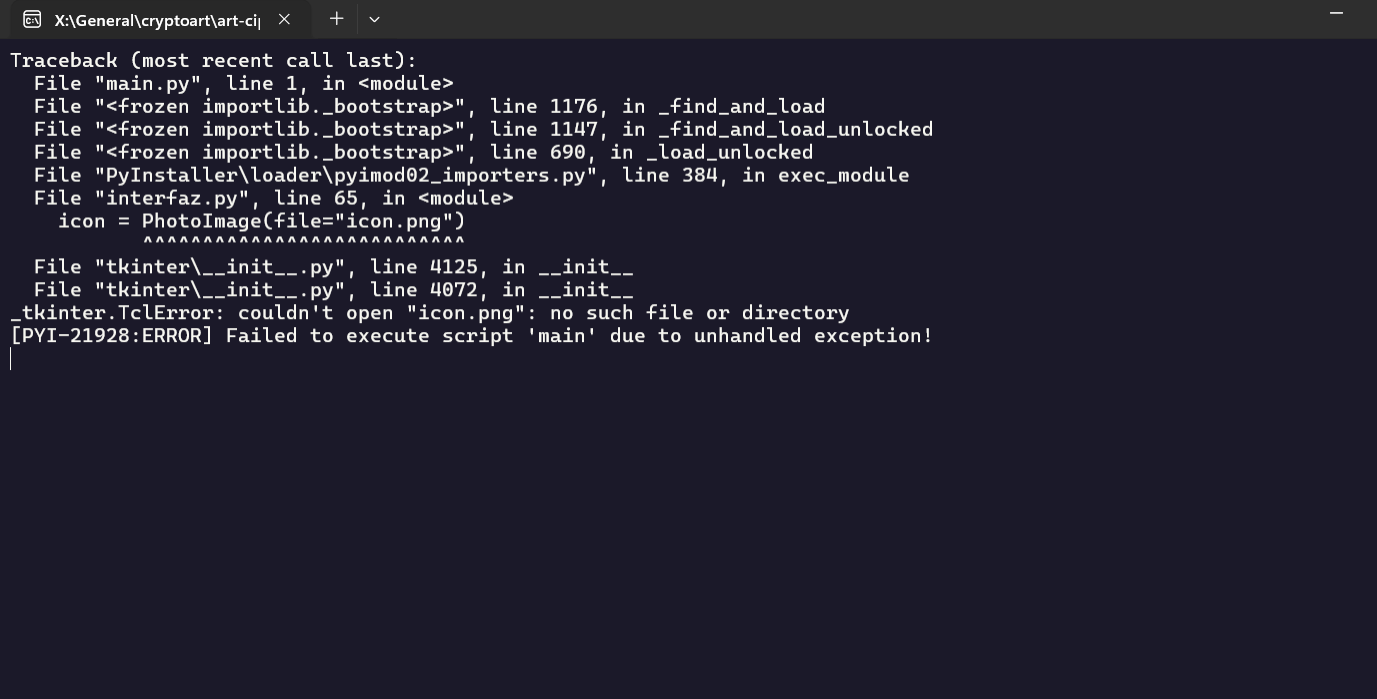 X:\General\cryptoart\art-cip
Traceback (most recent call last):
  File "main.py", line 1, in <module>
  File "<frozen importlib._bootstrap>", line 1176, in _find_and_load
  File "<frozen importlib._bootstrap>", line 1147, in _find_and_load_unlocked
  File "<frozen importlib._bootstrap>", line 690, in _load_unlocked
  File "PyInstaller\loader\pyimod02_importers.py", line 384, in exec_module
  File "interfaz.py", line 65, in <module>
    icon = PhotoImage(file="icon.png")
           ^^^^^^^^^^^^^^^^^^^^^^^^^^^
  File "tkinter\__init__.py", line 4125, in __init__
  File "tkinter\__init__.py", line 4072, in __init__
_tkinter.TclError: couldn't open "icon.png": no such file or directory
[PYI-21928:ERROR] Failed to execute script 'main' due to unhandled exception!